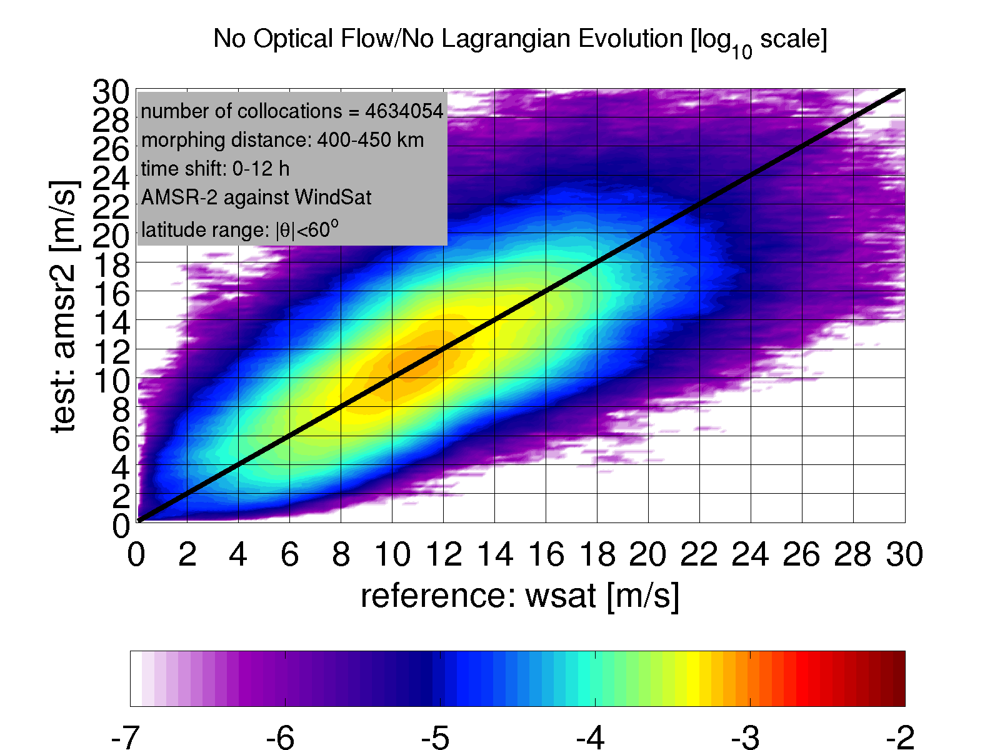 No Optical Flow/No Lagrangian Evolution [log10 scale]
30
28
26
24
22
20
18
16
14
12
10
8
6
4
2
0
test: amsr2 [m/s]
number of collocations = 4634054
morphing distance: 400-450 km
time shift: 0-12 h
AMSR-2 against WindSat
latitude range: |θ|<60o
0 2 4 6 8 10 12 14 16 18 20 22 24 26 28 30
reference: wsat [m/s]
-7 -6 -5 -4 -3 -2